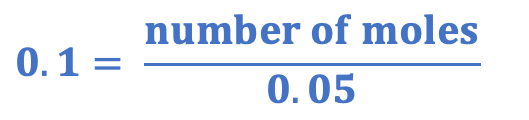 0.1 = number of moles
0.05